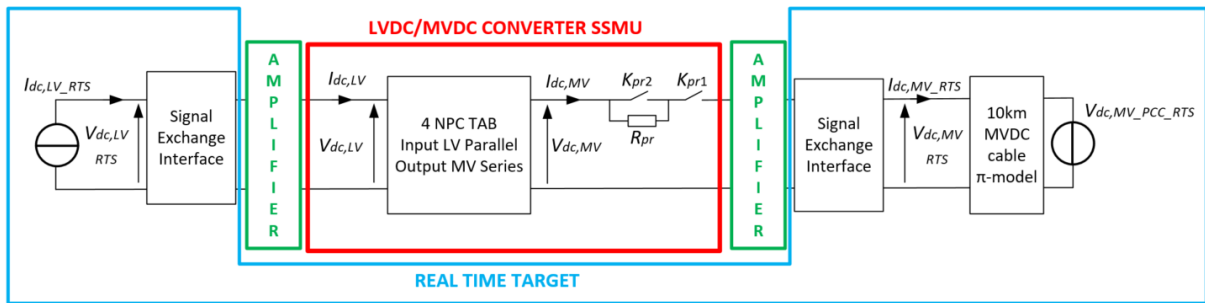 LVDC/MVDC CONVERTER SSMU
Idc,LV_RTS
Vdc,LV
RTS
Signal
Exchange
Interface
AMPLIFIER
Idc,LV
Vdc,LV
4 NPC TAB
Input LV Parallel
Output MV Series
Idc,MV
Vdc,MV
Kpr2
Kpr1
Rpr
AMPLIFIER
Signal
Exchange
Interface
Idc,MV_RTS
Vdc,MV
RTS
10km
MVDC
cable
π-model
Vdc,MV_PCC_RTS
REAL TIME TARGET